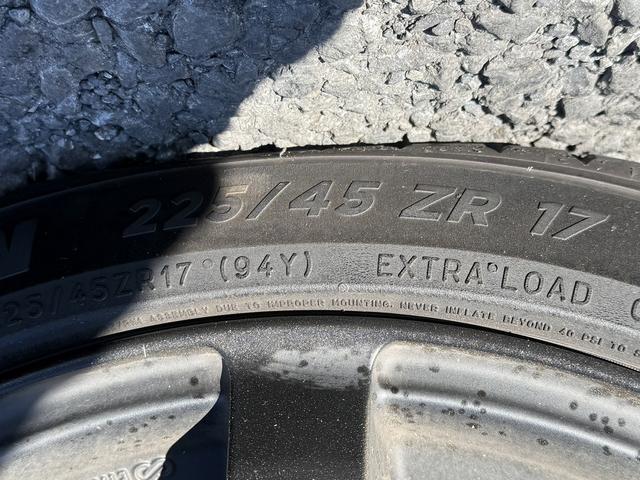 225/45 ZR 17
25/45ZR17 (94Y) EXTRA LOAD
ASSEMBLY DUE TO IMPROPER MOUNTING. NEVER INFLATE BEYOND 40 PSI TO